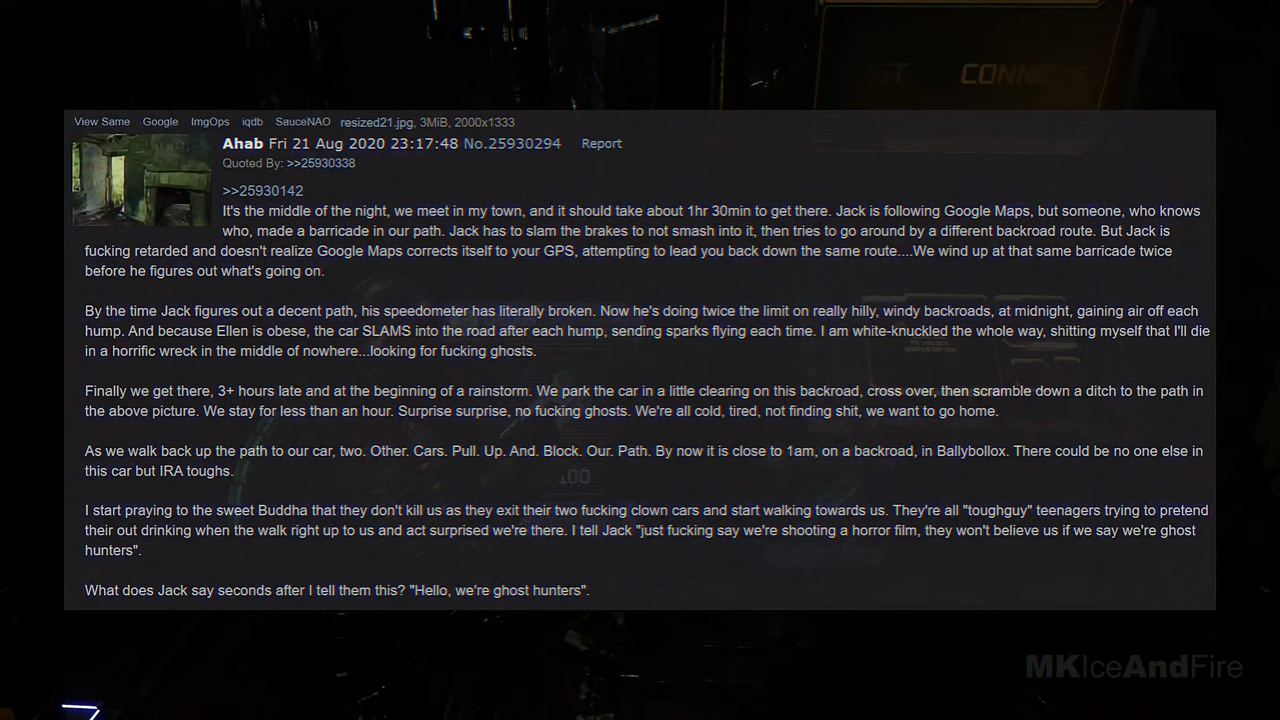 CONN
View Same Google ImgOps iqdb SauceNAO resized21.jpg, 3MiB, 2000x1333
Ahab Fri 21 Aug 2020 23:17:48 No.25930294 Report
Quoted By: >>25930338
>>25930142
It's the middle of the night, we meet in my town, and it should take about 1hr 30min to get there. Jack is following Google Maps, but someone, who knows
who, made a barricade in our path. Jack has to slam the brakes to not smash into it, then tries to go around by a different backroad route. But Jack is
fucking retarded and doesn't realize Google Maps corrects itself to your GPS, attempting to lead you back down the same route....We wind up at that same barricade twice
before he figures out what's going on.
By the time Jack figures out a decent path, his speedometer has literally broken. Now he's doing twice the limit on really hilly, windy backroads, at midnight, gaining air off each
hump. And because Ellen is obese, the car SLAMS into the road after each hump, sending sparks flying each time. I am white-knuckled the whole way, shitting myself that I'll die
in a horrific wreck in the middle of nowhere...looking for fucking ghosts.
Finally we get there, 3+ hours late and at the beginning of a rainstorm. We park the car in a little clearing on this backroad, cross over, then scramble down a ditch to the path in
the above picture. We stay for less than an hour. Surprise surprise, no fucking ghosts. We're all cold, tired, not finding shit, we want to go home.
As we walk back up the path to our car, two. Other. Cars. Pull. Up. And. Block. Our. Path. By now it is close to 1am, on a backroad, in Ballybollox. There could be no one else in
this car but IRA toughs.
I start praying to the sweet Buddha that they don't kill us as they exit their two fucking clown cars and start walking towards us. They're all "toughguy" teenagers trying to pretend
their out drinking when the walk right up to us and act surprised we're there. I tell Jack "just fucking say we're shooting a horror film, they won't believe us if we say we're ghost
hunters".
What does Jack say seconds after I tell them this? "Hello, we're ghost hunters".
MKIceAndFire